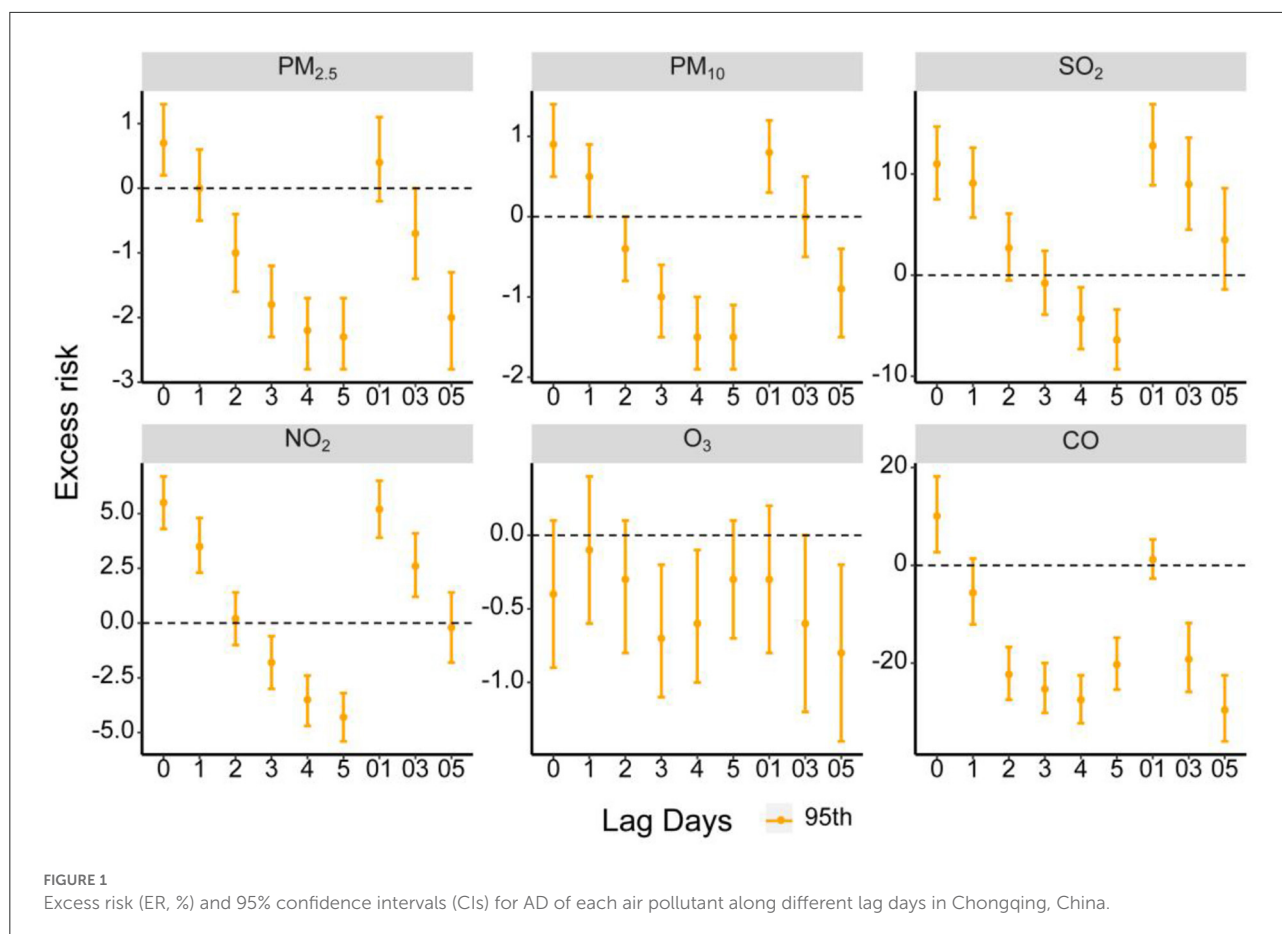 PM2.5 PM10 SO2
1
0
-1
-2
-3
1
0
-1
-2
10
0
-10
0 1 2 3 4 5 01 03 05 0 1 2 3 4 5 01 03 05 0 1 2 3 4 5 01 03 05
Excess risk
NO2 O3 CO
5.0
2.5
0.0
-2.5
-5.0
0.0
-0.5
-1.0
20
0
-20
0 1 2 3 4 5 01 03 05 0 1 2 3 4 5 01 03 05 0 1 2 3 4 5 01 03 05
Lag Days 95th
FIGURE 1
Excess risk (ER, %) and 95% confidence intervals (CIs) for AD of each air pollutant along different lag days in Chongqing, China.